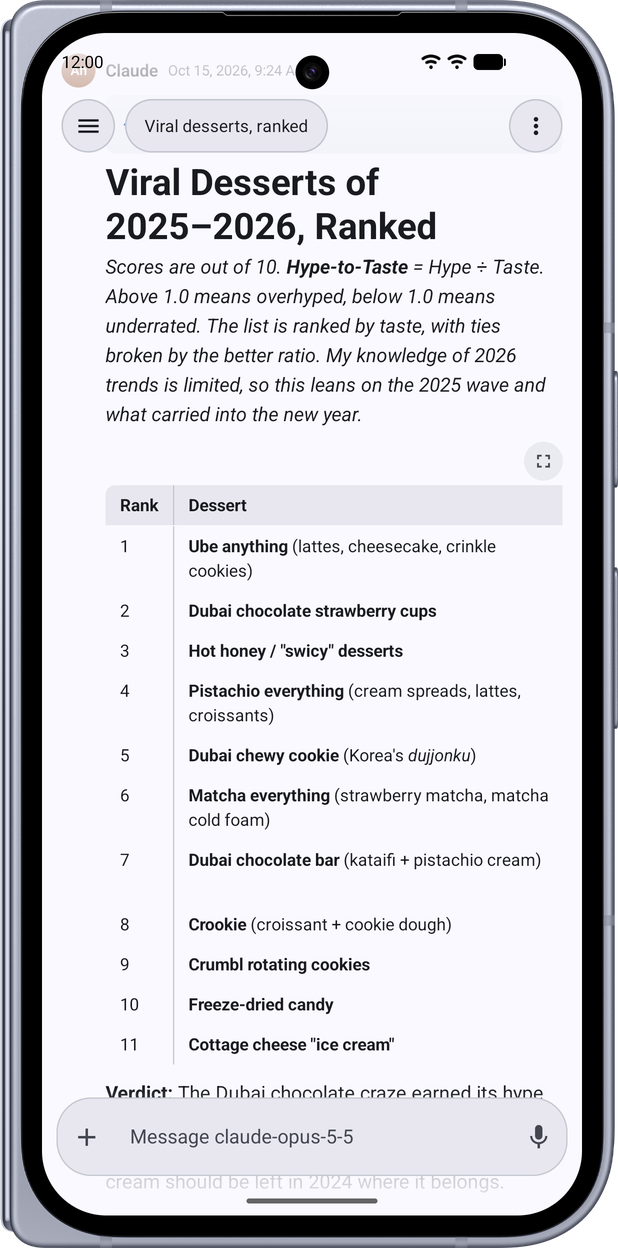 12:00
An Claude Oct 15, 2026, 9:24 A
Viral desserts, ranked
Viral Desserts of
2025–2026, Ranked
Scores are out of 10. Hype-to-Taste = Hype ÷ Taste.
Above 1.0 means overhyped, below 1.0 means
underrated. The list is ranked by taste, with ties
broken by the better ratio. My knowledge of 2026
trends is limited, so this leans on the 2025 wave and
what carried into the new year.
Rank Dessert
1 Ube anything (lattes, cheesecake, crinkle
cookies)
2 Dubai chocolate strawberry cups
3 Hot honey / "swicy" desserts
4 Pistachio everything (cream spreads, lattes,
croissants)
5 Dubai chewy cookie (Korea's dujjonku)
6 Matcha everything (strawberry matcha, matcha
cold foam)
7 Dubai chocolate bar (kataifi + pistachio cream)
8 Crookie (croissant + cookie dough)
9 Crumbl rotating cookies
10 Freeze-dried candy
11 Cottage cheese "ice cream"
Verdict: The Dubai chocolate craze earned its hype
Message claude-opus-5-5
cream should be left in 2024 where it belongs.